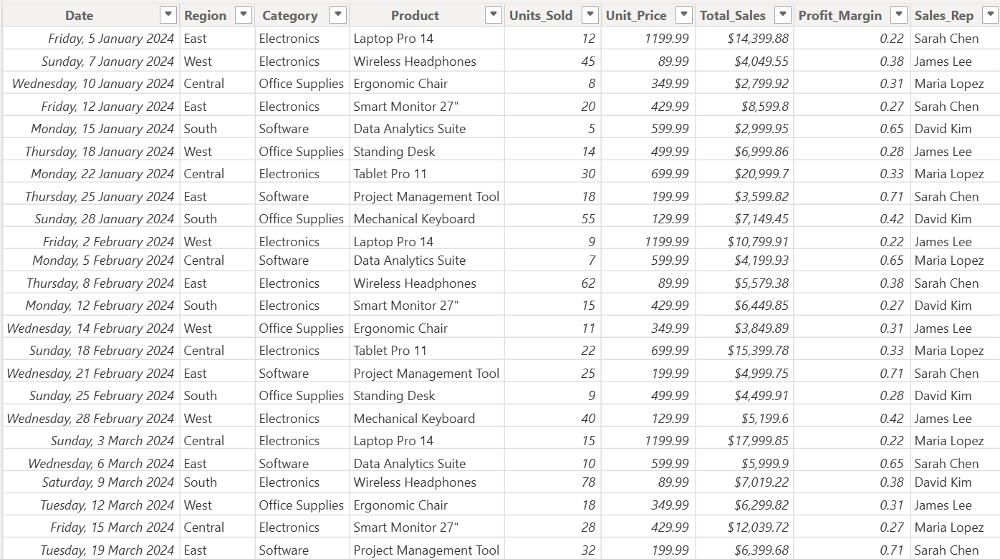 Date Region Category Product Units_Sold Unit_Price Total_Sales Profit_Margin Sales_Rep
Friday, 5 January 2024 East Electronics Laptop Pro 14 12 1199.99 $14,399.88 0.22 Sarah Chen
Sunday, 7 January 2024 West Electronics Wireless Headphones 45 89.99 $4,049.55 0.38 James Lee
Wednesday, 10 January 2024 Central Office Supplies Ergonomic Chair 8 349.99 $2,799.92 0.31 Maria Lopez
Friday, 12 January 2024 East Electronics Smart Monitor 27" 20 429.99 $8,599.8 0.27 Sarah Chen
Monday, 15 January 2024 South Software Data Analytics Suite 5 599.99 $2,999.95 0.65 David Kim
Thursday, 18 January 2024 West Office Supplies Standing Desk 14 499.99 $6,999.86 0.28 James Lee
Monday, 22 January 2024 Central Electronics Tablet Pro 11 30 699.99 $20,999.7 0.33 Maria Lopez
Thursday, 25 January 2024 East Software Project Management Tool 18 199.99 $3,599.82 0.71 Sarah Chen
Sunday, 28 January 2024 South Office Supplies Mechanical Keyboard 55 129.99 $7,149.45 0.42 David Kim
Friday, 2 February 2024 West Electronics Laptop Pro 14 9 1199.99 $10,799.91 0.22 James Lee
Monday, 5 February 2024 Central Software Data Analytics Suite 7 599.99 $4,199.93 0.65 Maria Lopez
Thursday, 8 February 2024 East Electronics Wireless Headphones 62 89.99 $5,579.38 0.38 Sarah Chen
Monday, 12 February 2024 South Electronics Smart Monitor 27" 15 429.99 $6,449.85 0.27 David Kim
Wednesday, 14 February 2024 West Office Supplies Ergonomic Chair 11 349.99 $3,849.89 0.31 James Lee
Sunday, 18 February 2024 Central Electronics Tablet Pro 11 22 699.99 $15,399.78 0.33 Maria Lopez
Wednesday, 21 February 2024 East Software Project Management Tool 25 199.99 $4,999.75 0.71 Sarah Chen
Sunday, 25 February 2024 South Office Supplies Standing Desk 9 499.99 $4,499.91 0.28 David Kim
Wednesday, 28 February 2024 West Electronics Mechanical Keyboard 40 129.99 $5,199.6 0.42 James Lee
Sunday, 3 March 2024 Central Electronics Laptop Pro 14 15 1199.99 $17,999.85 0.22 Maria Lopez
Wednesday, 6 March 2024 East Software Data Analytics Suite 10 599.99 $5,999.9 0.65 Sarah Chen
Saturday, 9 March 2024 South Electronics Wireless Headphones 78 89.99 $7,019.22 0.38 David Kim
Tuesday, 12 March 2024 West Office Supplies Ergonomic Chair 18 349.99 $6,299.82 0.31 James Lee
Friday, 15 March 2024 Central Electronics Smart Monitor 27" 28 429.99 $12,039.72 0.27 Maria Lopez
Tuesday, 19 March 2024 East Software Project Management Tool 32 199.99 $6,399.68 0.71 Sarah Chen